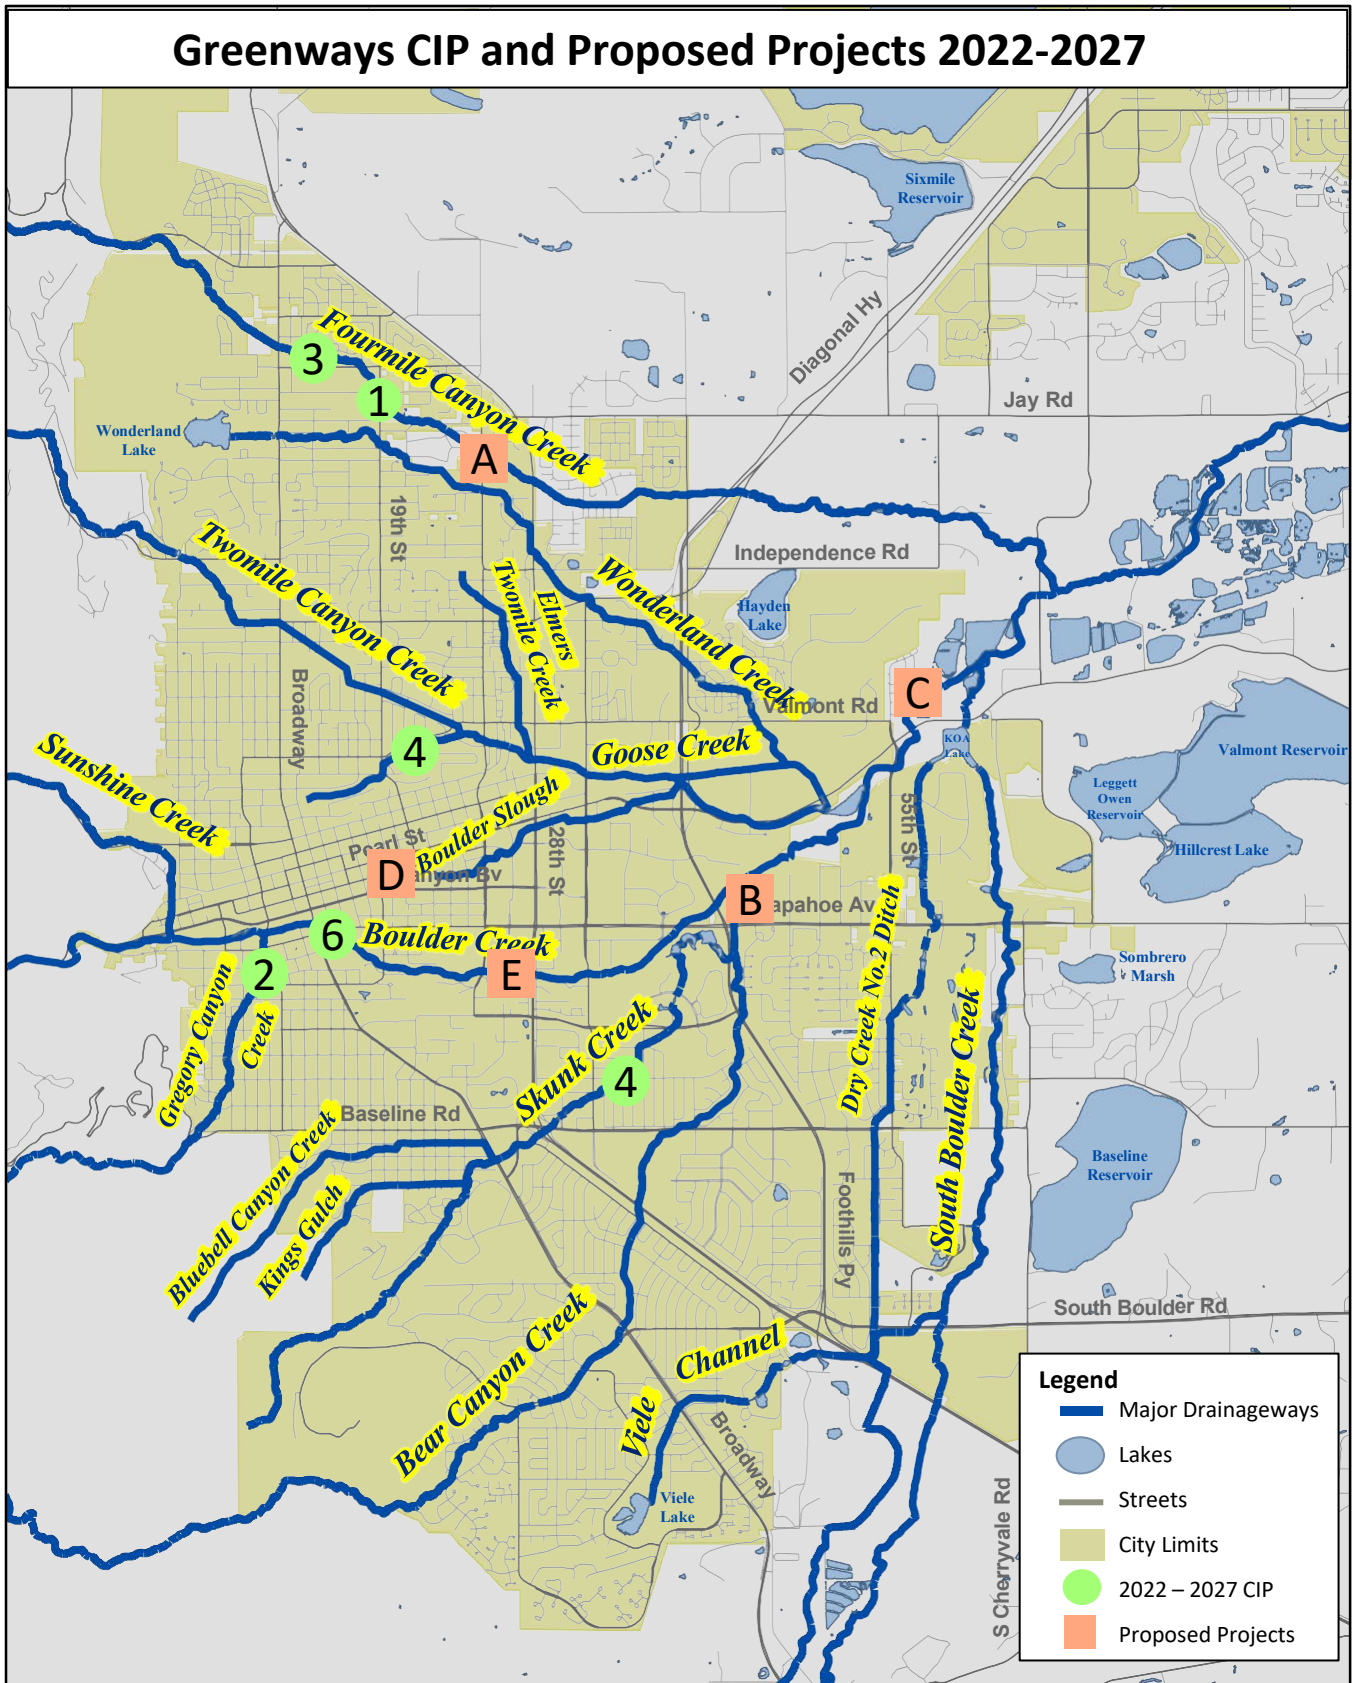 Greenways CIP and Proposed Projects 2022-2027
Sixmile
Reservoir
Diagonal Hy
Fourmile Canyon Creek
3
1
Jay Rd
Wonderland
Lake
A
19th St
Twomile Canyon Creek
Independence Rd
Elmers
Twomile Creek
Wonderland Creek
Hayden
Lake
Broadway
C
Valmont Rd
4
Goose Creek
KOA
Lake
Valmont Reservoir
Sunshine Creek
Leggett
Owen
Reservoir
Hillcrest Lake
Boulder Slough
Pearl St
55th St
28th St
D
anyon Bv
B
apahoe Av
6
Boulder Creek
2
E
Gregory Canyon
Creek
Dry Creek No.2 Ditch
Sombrero
Marsh
South Boulder Creek
Skunk Creek
4
Baseline Rd
Baseline
Reservoir
Bluebell Canyon Creek
Kings Gulch
Foothills Py
South Boulder Rd
Bear Canyon Creek
Viele
Channel
Broadway
Viele
Lake
S Cherryvale Rd
Legend
Major Drainageways
Lakes
Streets
City Limits
2022 – 2027 CIP
Proposed Projects